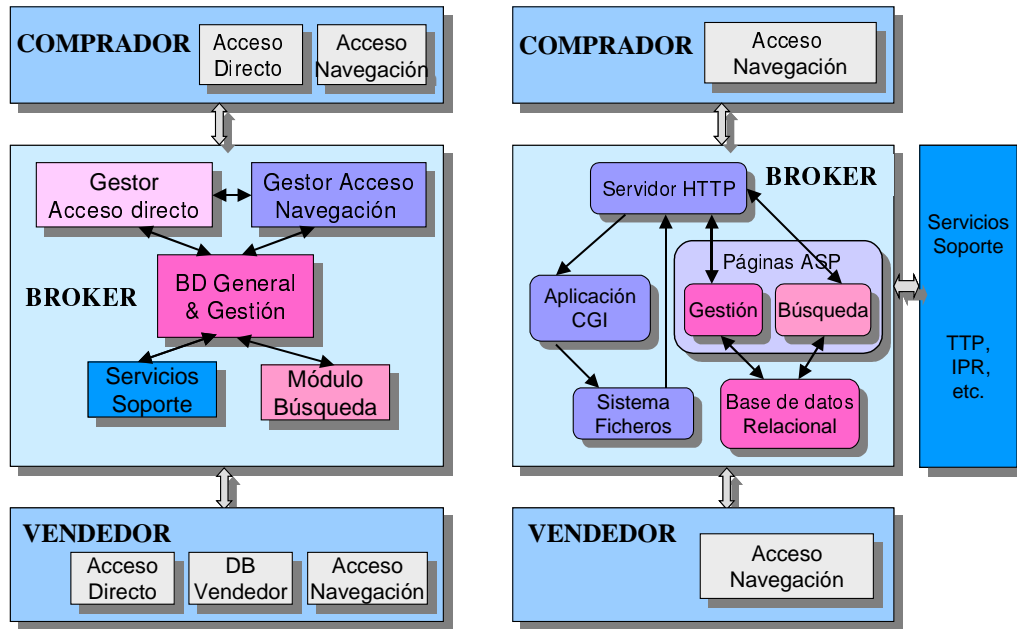 COMPRADOR
Acceso
Directo
Acceso
Navegación
BROKER
Gestor
Acceso directo
Gestor Acceso
Navegación
BD General
& Gestión
Servicios
Soporte
Módulo
Búsqueda
VENDEDOR
Acceso
Directo
DB
Vendedor
Acceso
Navegación
COMPRADOR
Acceso
Navegación
BROKER
Servidor HTTP
Páginas ASP
Aplicación
CGI
Gestión
Búsqueda
Sistema
Ficheros
Base de datos
Relacional
Servicios
Soporte
TTP,
IPR,
etc.
VENDEDOR
Acceso
Navegación